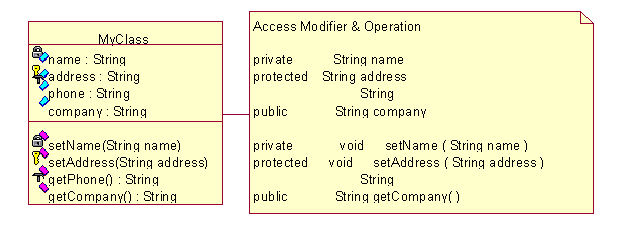 MyClass
name : String
address : String
phone : String
company : String
setName(String name)
setAddress(String address)
getPhone() : String
getCompany() : String
Access Modifier & Operation
private String name
protected String address
String
public String company
private void setName ( String name )
protected void setAddress ( String address )
String
public String getCompany( )